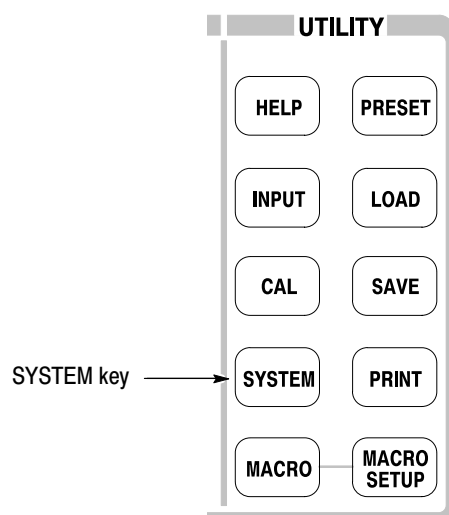 UTILITY
HELP PRESET
INPUT LOAD
CAL SAVE
SYSTEM key SYSTEM PRINT
MACRO MACRO
SETUP